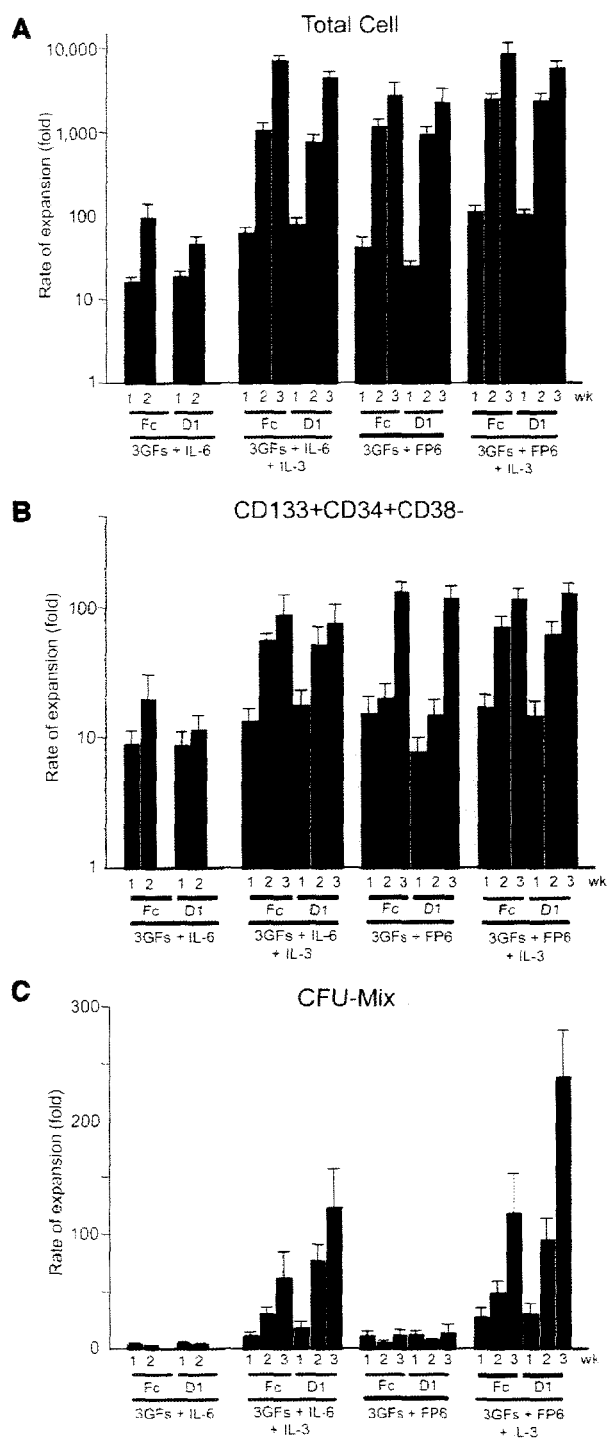 A
Total Cell
Rate of expansion (fold)
10,000
1,000
100
10
1
1 2 1 2 1 2 3 1 2 3 1 2 3 1 2 3 1 2 3 1 2 3 wk
Fc D1 Fc D1 Fc D1 Fc D1
3GFs + IL-6 3GFs + IL-6 3GFs + FP6 3GFs + FP6
+ IL-3 + IL-3
B
CD133+CD34+CD38-
Rate of expansion (fold)
100
10
1
1 2 1 2 1 2 3 1 2 3 1 2 3 1 2 3 1 2 3 1 2 3 wk
Fc D1 Fc D1 Fc D1 Fc D1
3GFs + IL-6 3GFs + IL-6 3GFs + FP6 3GFs + FP6
+ IL-3 + IL-3
C
CFU-Mix
Rate of expansion (fold)
300
200
100
0
1 2 1 2 1 2 3 1 2 3 1 2 3 1 2 3 1 2 3 1 2 3 wk
Fc D1 Fc D1 Fc D1 Fc D1
3GFs + IL-6 3GFs + IL-6 3GFs + FP6 3GFs + FP6
+ IL-3 + IL-3